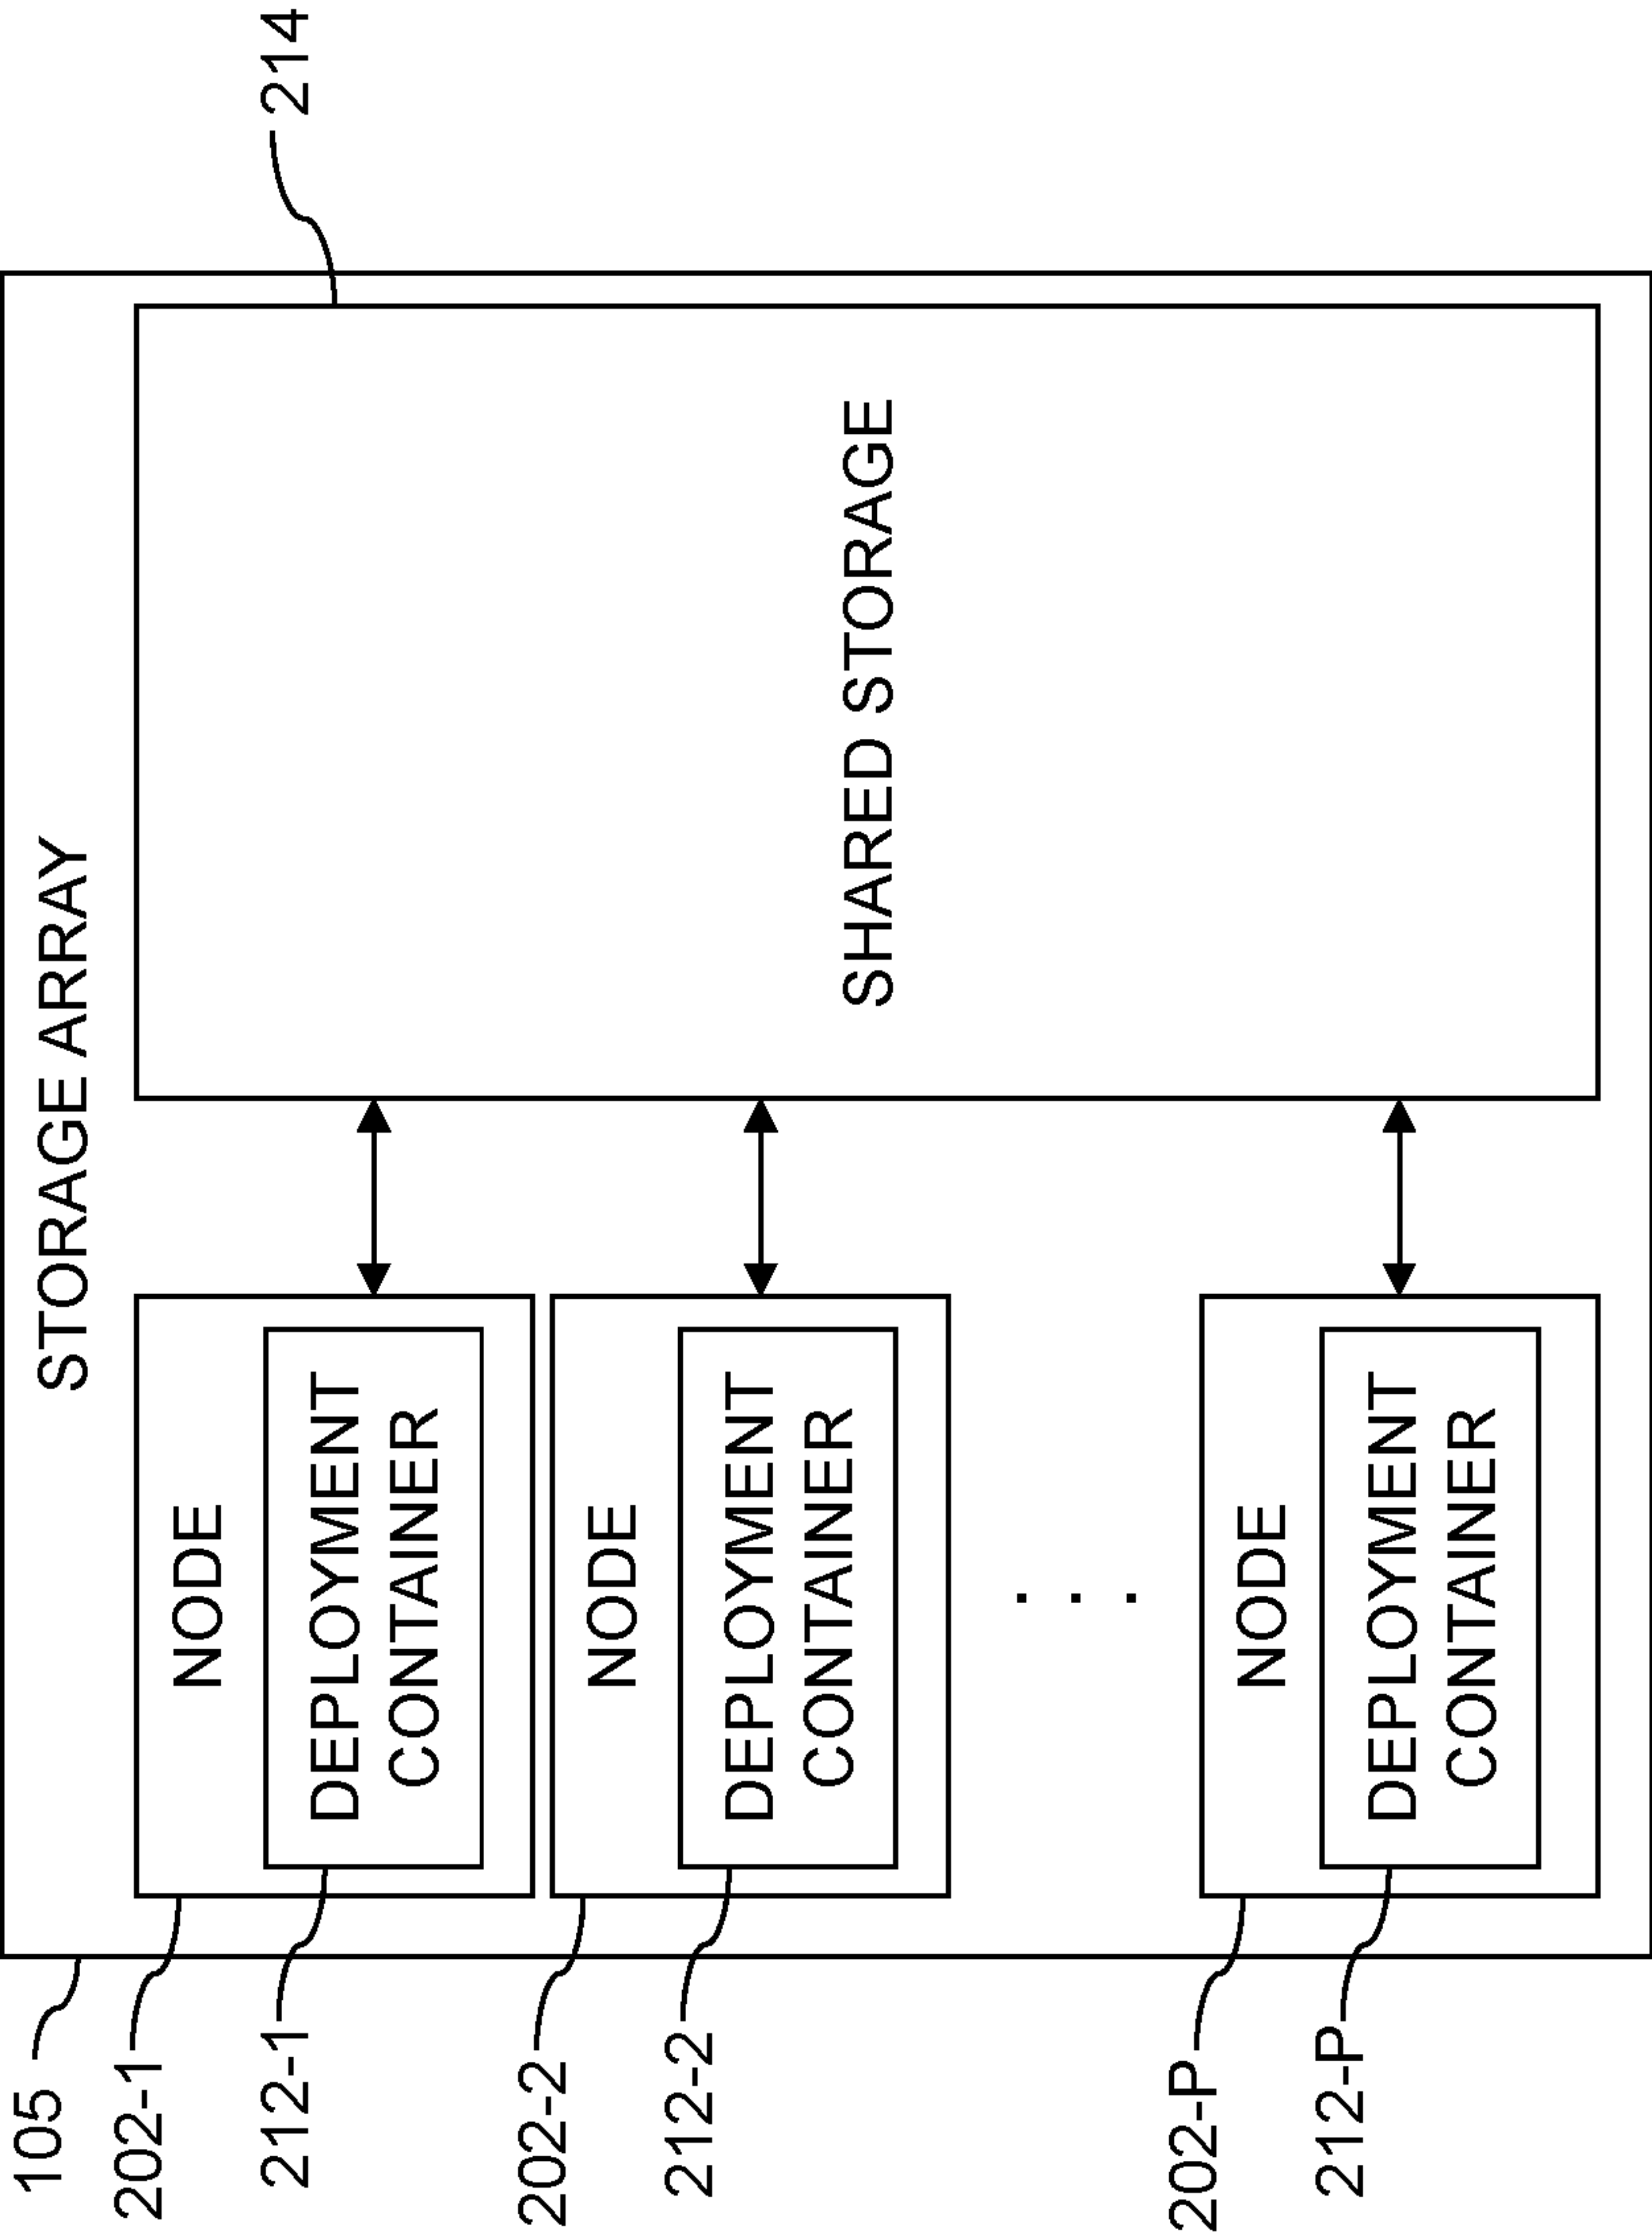 STORAGE ARRAY
105
202-1
NODE
212-1
DEPLOYMENT
CONTAINER
202-2
NODE
212-2
DEPLOYMENT
CONTAINER
. . .
202-P
NODE
212-P
DEPLOYMENT
CONTAINER
SHARED STORAGE
214